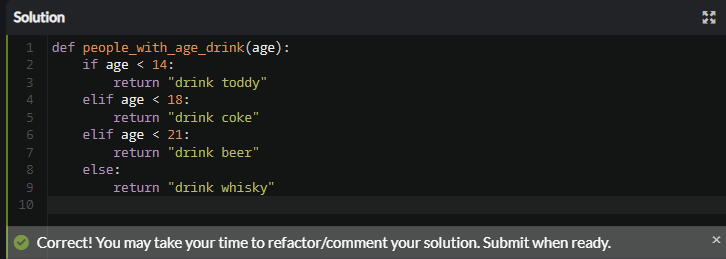 Solution
1 def people_with_age_drink(age):
2     if age < 14:
3         return "drink toddy"
4     elif age < 18:
5         return "drink coke"
6     elif age < 21:
7         return "drink beer"
8     else:
9         return "drink whisky"
10
Correct! You may take your time to refactor/comment your solution. Submit when ready. ×